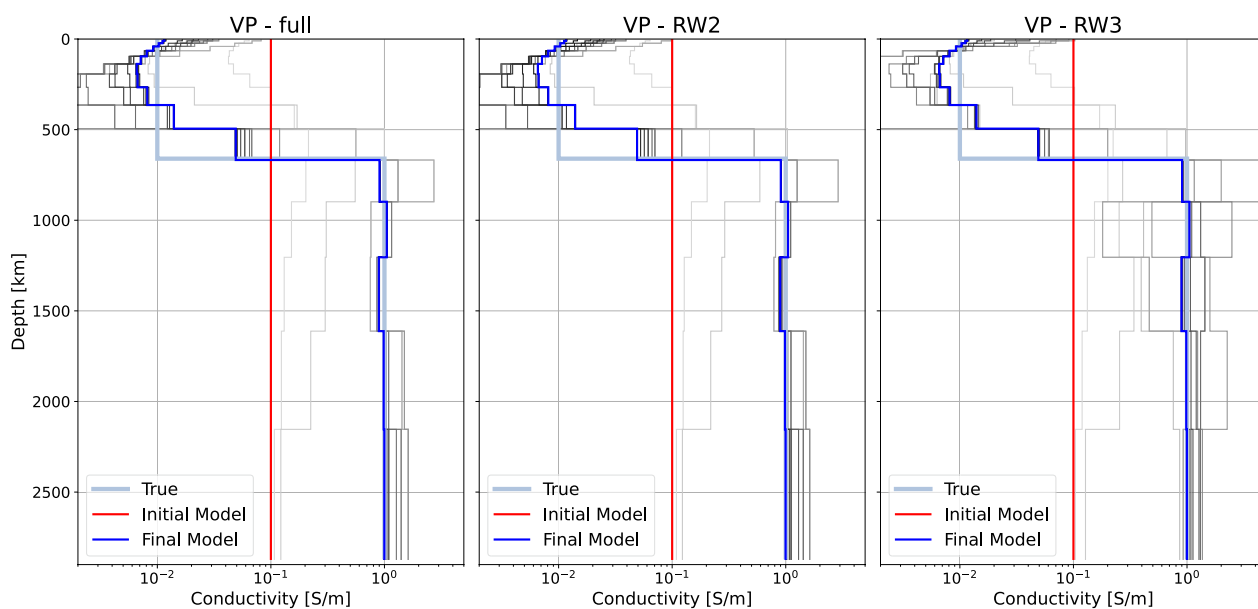 VP - full
VP - RW2
VP - RW3
0
500
1000
1500
2000
2500
Depth [km]
True
Initial Model
Final Model
True
Initial Model
Final Model
True
Initial Model
Final Model
10⁻² 10⁻¹ 10⁰
10⁻² 10⁻¹ 10⁰
10⁻² 10⁻¹ 10⁰
Conductivity [S/m]
Conductivity [S/m]
Conductivity [S/m]